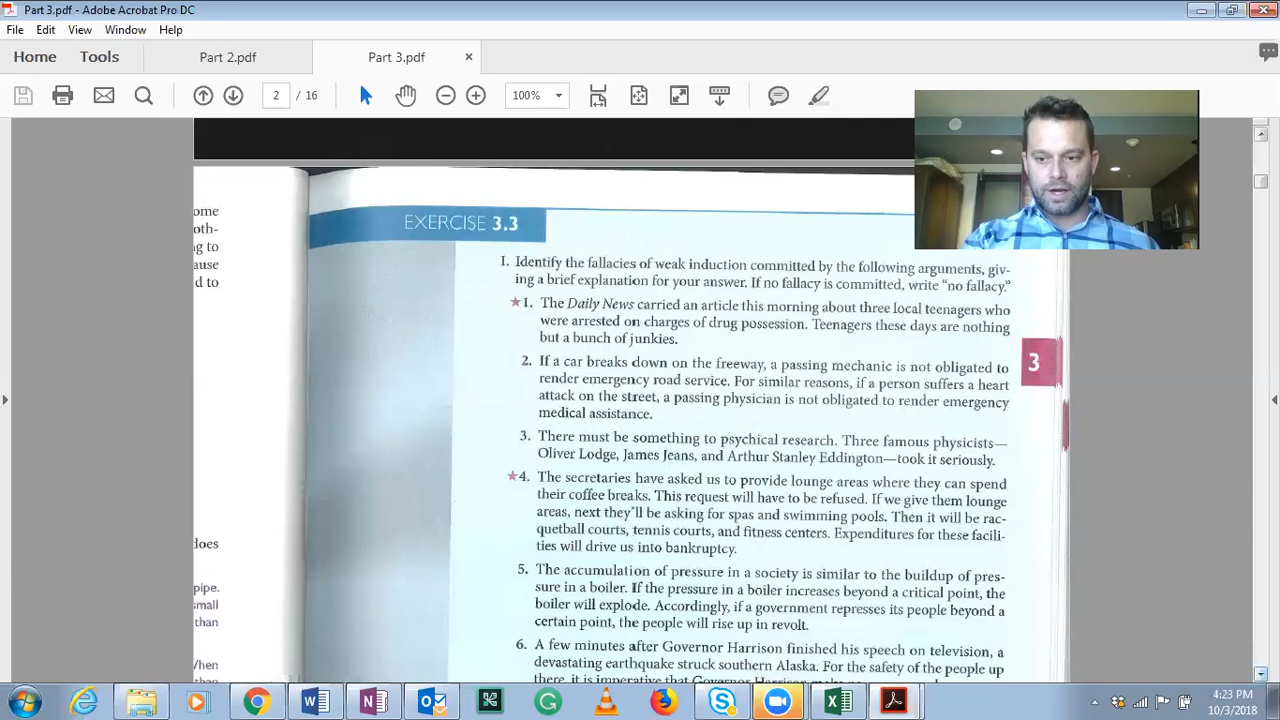 Part 3.pdf - Adobe Acrobat Pro DC
File Edit View Window Help
Home Tools Part 2.pdf Part 3.pdf ×
2 / 16 100%
ome
oth-
ng to
ause
d to
does
pipe.
small
than
When
EXERCISE 3.3
I. Identify the fallacies of weak induction committed by the following arguments, giv-
ing a brief explanation for your answer. If no fallacy is committed, write “no fallacy.”
★1. The Daily News carried an article this morning about three local teenagers who
were arrested on charges of drug possession. Teenagers these days are nothing
but a bunch of junkies.
2. If a car breaks down on the freeway, a passing mechanic is not obligated to
render emergency road service. For similar reasons, if a person suffers a heart
attack on the street, a passing physician is not obligated to render emergency
medical assistance.
3. There must be something to psychical research. Three famous physicists—
Oliver Lodge, James Jeans, and Arthur Stanley Eddington—took it seriously.
★4. The secretaries have asked us to provide lounge areas where they can spend
their coffee breaks. This request will have to be refused. If we give them lounge
areas, next they'll be asking for spas and swimming pools. Then it will be rac-
quetball courts, tennis courts, and fitness centers. Expenditures for these facili-
ties will drive us into bankruptcy.
5. The accumulation of pressure in a society is similar to the buildup of pres-
sure in a boiler. If the pressure in a boiler increases beyond a critical point, the
boiler will explode. Accordingly, if a government represses its people beyond a
certain point, the people will rise up in revolt.
6. A few minutes after Governor Harrison finished his speech on television, a
devastating earthquake struck southern Alaska. For the safety of the people up
there, it is imperative that Governor Harrison
3
4:23 PM
10/3/2018